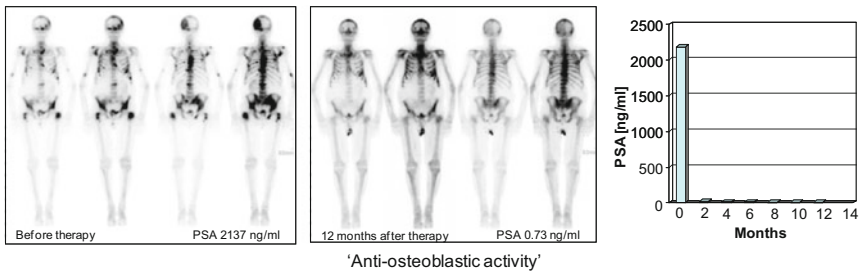 Before therapy PSA 2137 ng/ml
12 months after therapy PSA 0.73 ng/ml
'Anti-osteoblastic activity'
PSA [ng/ml]
2500
2000
1500
1000
500
0
0 2 4 6 8 10 12 14
Months